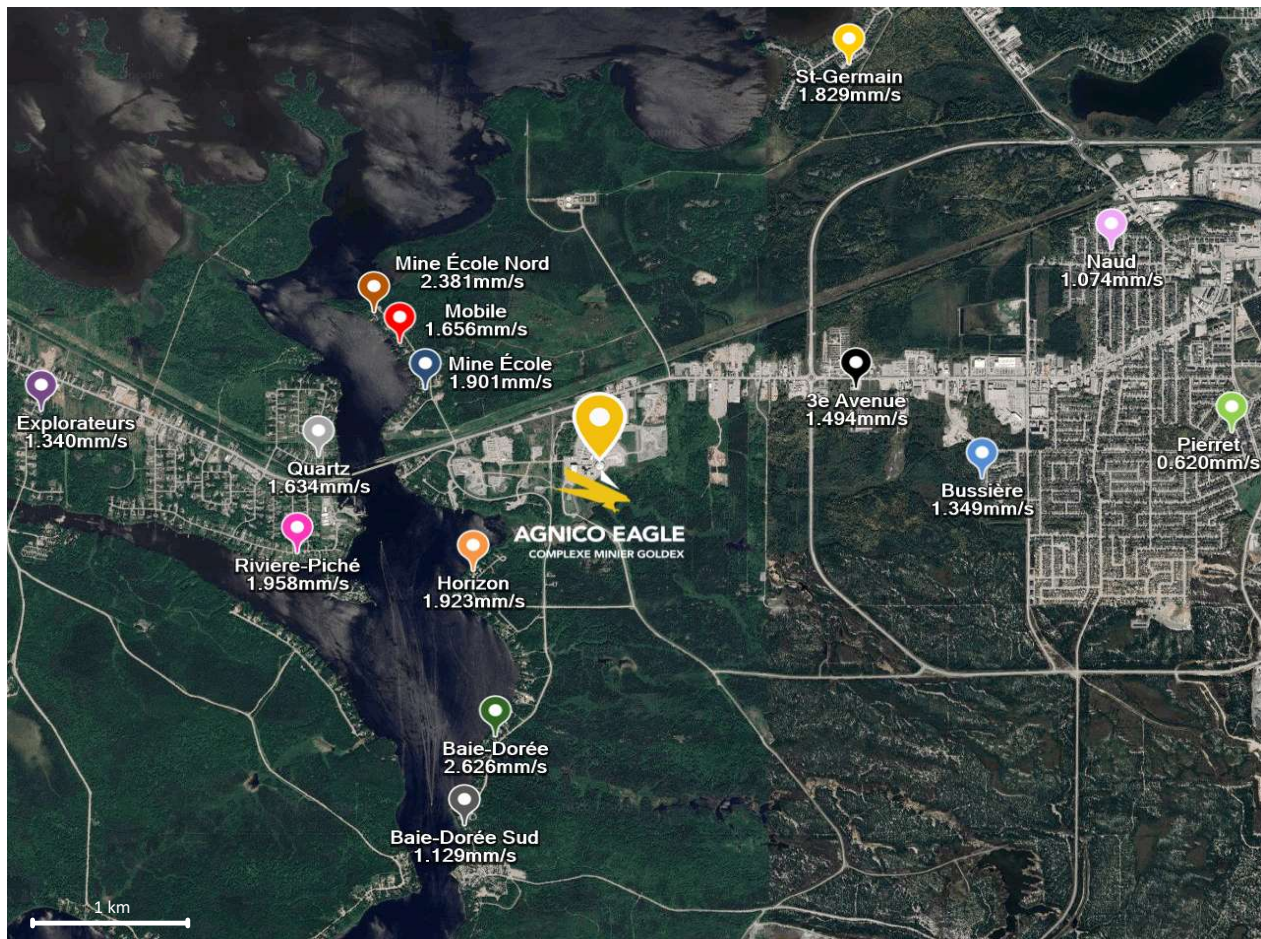 St-Germain
1.829mm/s
Naud
1.074mm/s
Mine École Nord
2.381mm/s
Mobile
1.656mm/s
Mine École
1.901mm/s
3e Avenue
1.494mm/s
Explorateurs
1.340mm/s
Pierret
0.620mm/s
Quartz
1.634mm/s
Bussière
1.349mm/s
AGNICO EAGLE
COMPLEXE MINIER GOLDEX
Rivière-Piché
1.958mm/s
Horizon
1.923mm/s
Baie-Dorée
2.626mm/s
Baie-Dorée Sud
1.129mm/s
1 km